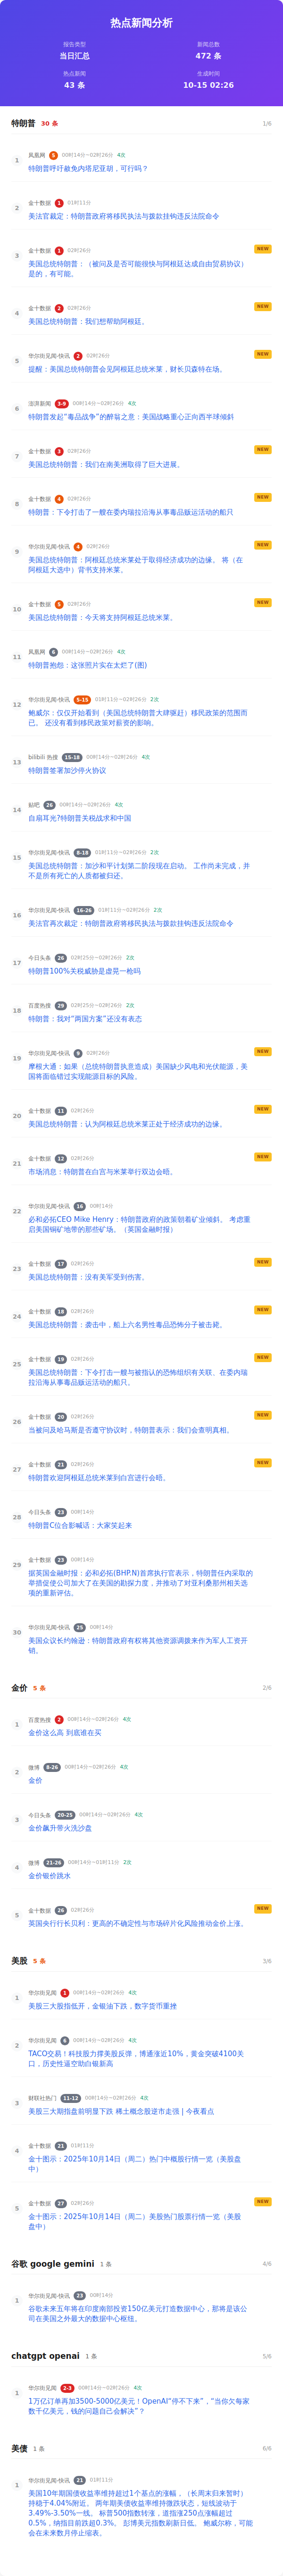 热点新闻分析
报告类型
新闻总数
当日汇总
472 条
热点新闻
生成时间
43 条
10-15 02:26
特朗普 30 条
1/6
1
凤凰网 5 00时14分~02时26分 4次
特朗普呼吁赦免内塔尼亚胡，可行吗？
2
金十数据 1 01时11分
美法官裁定：特朗普政府将移民执法与拨款挂钩违反法院命令
3
金十数据 1 02时26分
NEW
美国总统特朗普：（被问及是否可能很快与阿根廷达成自由贸易协议）
是的，有可能。
4
金十数据 2 02时26分
NEW
美国总统特朗普：我们想帮助阿根廷。
5
华尔街见闻-快讯 2 02时26分
NEW
提醒：美国总统特朗普会见阿根廷总统米莱，财长贝森特在场。
6
澎湃新闻 3-9 00时14分~02时26分 4次
特朗普发起“毒品战争”的醉翁之意：美国战略重心正向西半球倾斜
7
金十数据 3 02时26分
NEW
美国总统特朗普：我们在南美洲取得了巨大进展。
8
金十数据 4 02时26分
NEW
特朗普：下令打击了一艘在委内瑞拉沿海从事毒品贩运活动的船只
9
华尔街见闻-快讯 4 02时26分
NEW
美国总统特朗普：阿根廷总统米莱处于取得经济成功的边缘。 将（在
阿根廷大选中）背书支持米莱。
10
金十数据 5 02时26分
NEW
美国总统特朗普：今天将支持阿根廷总统米莱。
11
凤凰网 6 00时14分~02时26分 4次
特朗普抱怨：这张照片实在太烂了(图)
12
华尔街见闻-快讯 5-15 01时11分~02时26分 2次
鲍威尔：仅仅开始看到（美国总统特朗普大肆驱赶）移民政策的范围而
已。 还没有看到移民政策对薪资的影响。
13
bilibili 热搜 15-18 00时14分~02时26分 4次
特朗普签署加沙停火协议
14
贴吧 26 00时14分~02时26分 4次
自扇耳光?特朗普关税战求和中国
15
华尔街见闻-快讯 8-18 01时11分~02时26分 2次
美国总统特朗普：加沙和平计划第二阶段现在启动。 工作尚未完成，并
不是所有死亡的人质都被归还。
16
华尔街见闻-快讯 16-26 01时11分~02时26分 2次
美法官再次裁定：特朗普政府将移民执法与拨款挂钩违反法院命令
17
今日头条 26 02时25分~02时26分 2次
特朗普100%关税威胁是虚晃一枪吗
18
百度热搜 29 02时25分~02时26分 2次
特朗普：我对“两国方案”还没有表态
19
华尔街见闻-快讯 9 02时26分
NEW
摩根大通：如果（总统特朗普执意造成）美国缺少风电和光伏能源，美
国将面临错过实现能源目标的风险。
20
金十数据 11 02时26分
NEW
美国总统特朗普：认为阿根廷总统米莱正处于经济成功的边缘。
21
金十数据 12 02时26分
NEW
市场消息：特朗普在白宫与米莱举行双边会晤。
22
华尔街见闻-快讯 16 00时14分
必和必拓CEO Mike Henry：特朗普政府的政策朝着矿业倾斜。 考虑重
启美国铜矿地带的那些矿场。（英国金融时报）
23
金十数据 17 02时26分
NEW
美国总统特朗普：没有美军受到伤害。
24
金十数据 18 02时26分
NEW
美国总统特朗普：袭击中，船上六名男性毒品恐怖分子被击毙。
25
金十数据 19 02时26分
NEW
美国总统特朗普：下令打击一艘与被指认的恐怖组织有关联、在委内瑞
拉沿海从事毒品贩运活动的船只。
26
金十数据 20 02时26分
NEW
当被问及哈马斯是否遵守协议时，特朗普表示：我们会查明真相。
27
金十数据 21 02时26分
NEW
特朗普欢迎阿根廷总统米莱到白宫进行会晤。
28
今日头条 23 00时14分
特朗普C位合影喊话：大家笑起来
29
金十数据 23 00时14分
据英国金融时报：必和必拓(BHP.N)首席执行官表示，特朗普任内采取的
举措促使公司加大了在美国的勘探力度，并推动了对亚利桑那州相关选
项的重新评估。
30
华尔街见闻-快讯 25 00时14分
美国众议长约翰逊：特朗普政府有权将其他资源调拨来作为军人工资开
销。
金价 5 条
2/6
1
百度热搜 2 00时14分~02时26分 4次
金价这么高 到底谁在买
2
微博 8-26 00时14分~02时26分 4次
金价
3
今日头条 20-25 00时14分~02时26分 4次
金价飙升带火洗沙盘
4
微博 21-26 00时14分~01时11分 2次
金价银价跳水
5
金十数据 26 02时26分
NEW
英国央行行长贝利：更高的不确定性与市场碎片化风险推动金价上涨。
美股 5 条
3/6
1
华尔街见闻 1 00时14分~02时26分 4次
美股三大股指低开，金银油下跌，数字货币重挫
2
华尔街见闻 6 00时14分~02时26分 4次
TACO交易！科技股力撑美股反弹，博通涨近10%，黄金突破4100关
口，历史性逼空助白银新高
3
财联社热门 11-12 00时14分~02时26分 4次
美股三大期指盘前明显下跌 稀土概念股逆市走强 | 今夜看点
4
金十数据 21 01时11分
金十图示：2025年10月14日（周二）热门中概股行情一览（美股盘
中）
5
金十数据 27 02时26分
NEW
金十图示：2025年10月14日（周二）美股热门股票行情一览（美股
盘中）
谷歌 google gemini 1 条
4/6
1
华尔街见闻-快讯 23 00时14分
谷歌未来五年将在印度南部投资150亿美元打造数据中心，那将是该公
司在美国之外最大的数据中心枢纽。
chatgpt openai 1 条
5/6
1
华尔街见闻 2-3 00时14分~02时26分 4次
1万亿订单再加3500-5000亿美元！OpenAI“停不下来”，“当你欠每家
数千亿美元，钱的问题自己会解决”？
美债 1 条
6/6
1
华尔街见闻-快讯 21 01时11分
美国10年期国债收益率维持超过1个基点的涨幅，（长周末归来暂时）
持稳于4.04%附近。 两年期美债收益率维持微跌状态，短线波动于
3.49%-3.50%一线。 标普500指数转涨，道指涨250点涨幅超过
0.5%，纳指目前跌超0.3%。 彭博美元指数刷新日低。 鲍威尔称，可能
会在未来数月停止缩表。